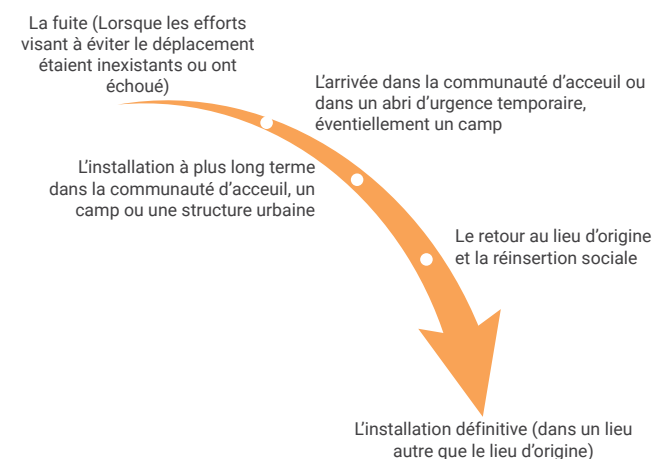 La fuite (Lorsque les efforts
visant à éviter le déplacement
étaient inexistants ou ont
échoué)
L'arrivée dans la communauté d'acceuil ou
dans un abri d'urgence temporaire,
éventiellement un camp
L'installation à plus long terme
dans la communauté d'acceuil, un
camp ou une structure urbaine
Le retour au lieu d'origine
et la réinsertion sociale
L'installation définitive (dans un lieu
autre que le lieu d'origine)